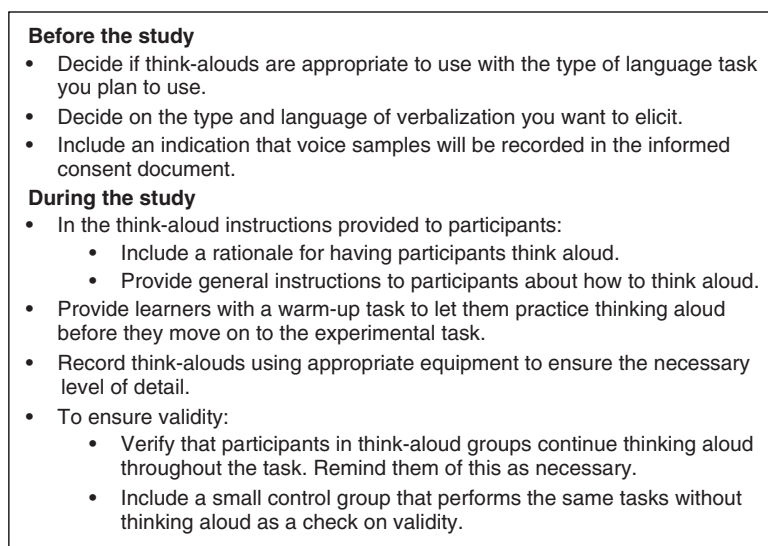 Before the study
• Decide if think-alouds are appropriate to use with the type of language task
you plan to use.
• Decide on the type and language of verbalization you want to elicit.
• Include an indication that voice samples will be recorded in the informed
consent document.
During the study
• In the think-aloud instructions provided to participants:
• Include a rationale for having participants think aloud.
• Provide general instructions to participants about how to think aloud.
• Provide learners with a warm-up task to let them practice thinking aloud
before they move on to the experimental task.
• Record think-alouds using appropriate equipment to ensure the necessary
level of detail.
• To ensure validity:
• Verify that participants in think-aloud groups continue thinking aloud
throughout the task. Remind them of this as necessary.
• Include a small control group that performs the same tasks without
thinking aloud as a check on validity.